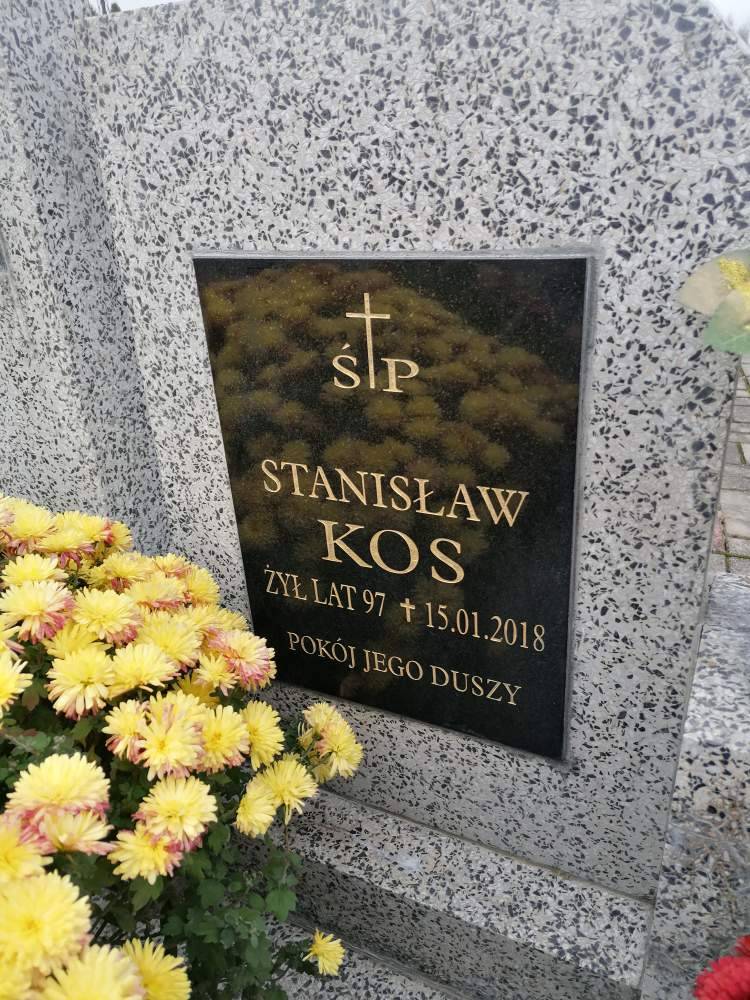 ŚP
STANISŁAW
KOS
ŻYŁ LAT 97 ✝ 15.01.2018
POKÓJ JEGO DUSZY